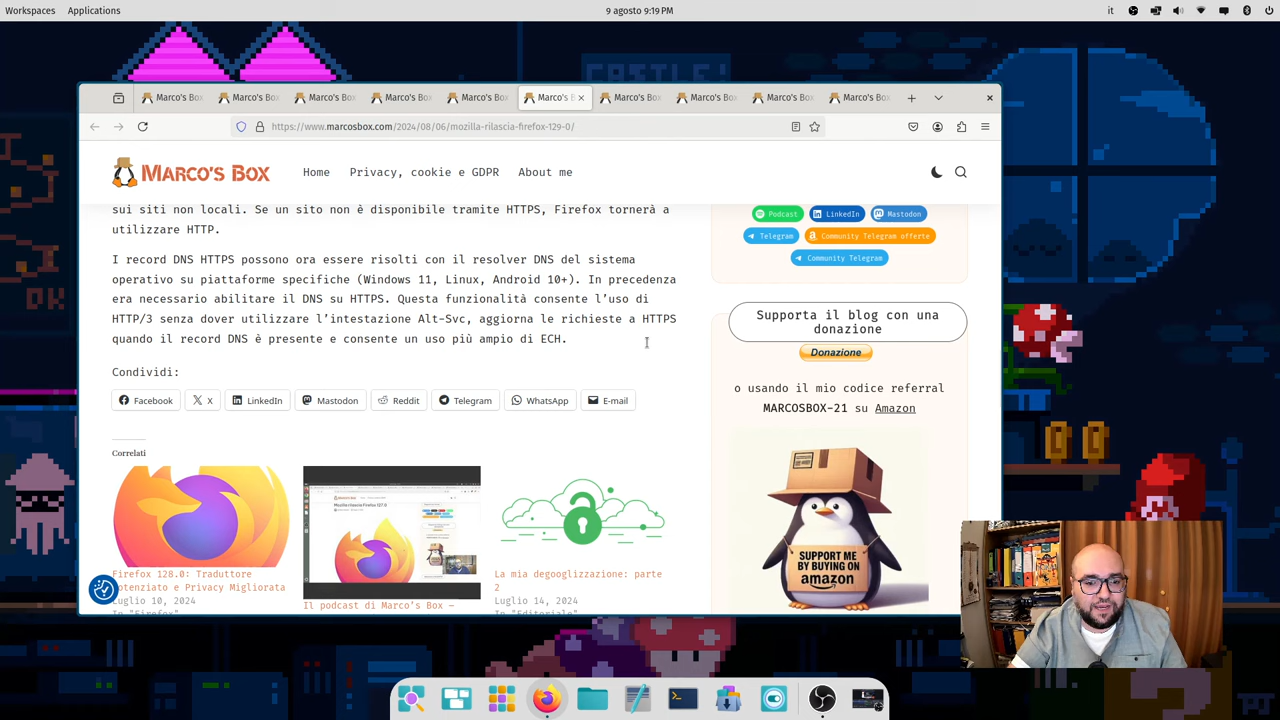 Workspaces Applications 9 agosto 9:19 PM it
Marco's Box Marco's Box Marco's Box Marco's Box Marco's Box Marco's B Marco's Box Marco's Box Marco's Box Marco's Box
https://www.marcosbox.com/2024/08/06/mozilla-rilascia-firefox-129-0/
MARCO'S BOX Home Privacy, cookie e GDPR About me
sui siti non locali. Se un sito non è disponibile tramite HTTPS, Firefox tornerà a
utilizzare HTTP.
I record DNS HTTPS possono ora essere risolti con il resolver DNS del sistema
operativo su piattaforme specifiche (Windows 11, Linux, Android 10+). In precedenza
era necessario abilitare il DNS su HTTPS. Questa funzionalità consente l'uso di
HTTP/3 senza dover utilizzare l'intestazione Alt-Svc, aggiorna le richieste a HTTPS
quando il record DNS è presente e consente un uso più ampio di ECH.
Condividi:
Facebook X LinkedIn Mastodon Reddit Telegram WhatsApp E-mail
Correlati
Firefox 128.0: Traduttore
Potenziato e Privacy Migliorata
Luglio 10, 2024
In "Firefox"
Il podcast di Marco's Box –
La mia degooglizzazione: parte
2
Luglio 14, 2024
In "Editoriale"
Podcast LinkedIn Mastodon
Telegram Community Telegram offerte
Community Telegram
Supporta il blog con una
donazione
Donazione
o usando il mio codice referral
MARCOSBOX-21 su Amazon
SUPPORT ME
BY BUYING ON
amazon
CASTLE!
OK